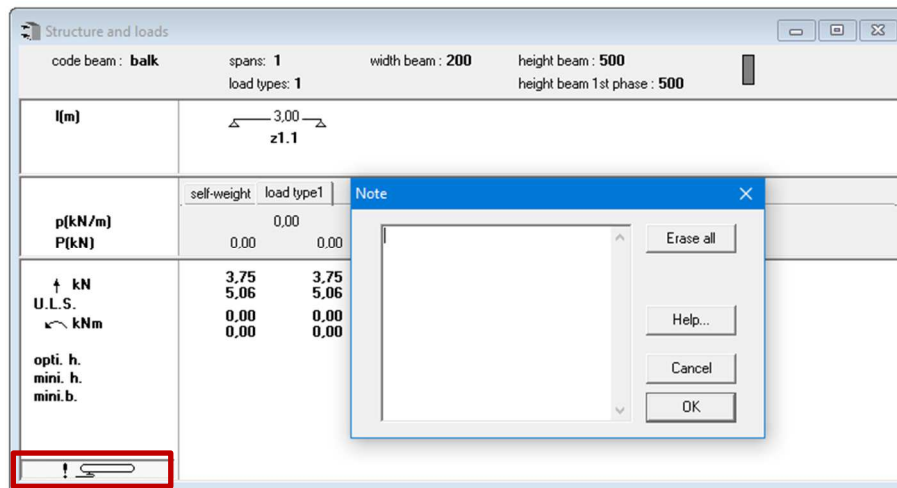 Structure and loads
code beam : balk spans: 1 width beam : 200 height beam : 500
load types: 1 height beam 1st phase : 500
l(m) 3,00
z1.1
self-weight load type1
p(kN/m) 0,00
P(kN) 0,00 0,00
kN 3,75 3,75
U.L.S. 5,06 5,06
kNm 0,00 0,00
0,00 0,00
opti. h.
mini. h.
mini.b.
!
Note
Erase all
Help...
Cancel
OK